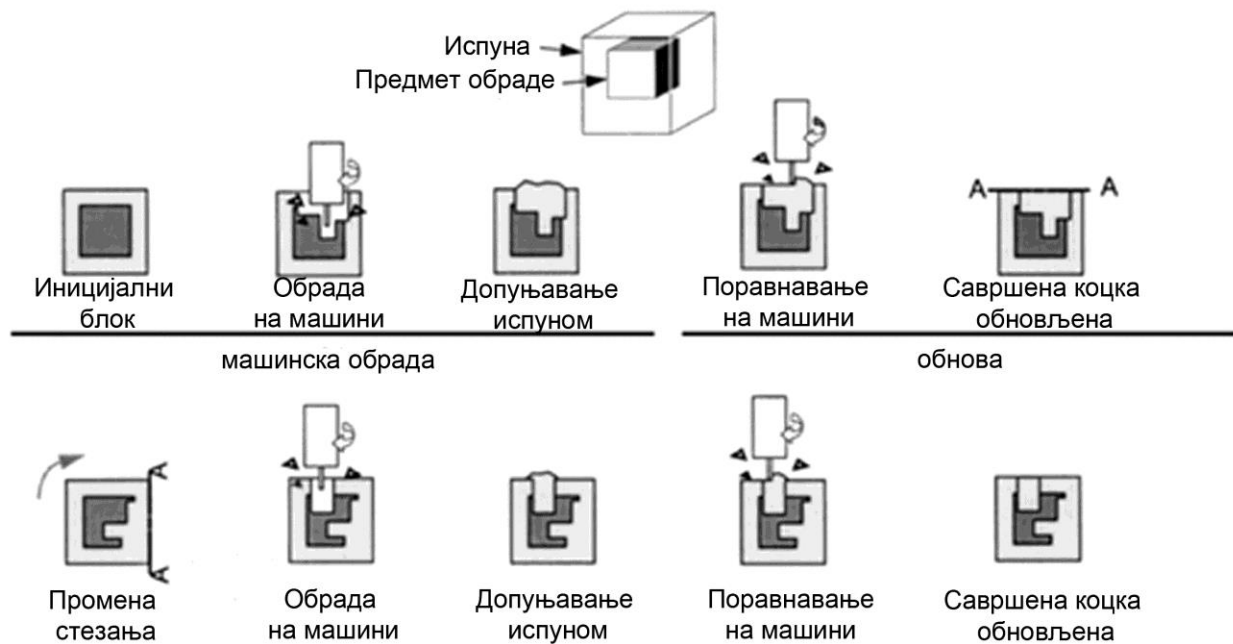 Испуна
Предмет обраде
А А
Иницијални
блок
Обрада
на машини
Допуњавање
испуном
Поравнавање
на машини
Савршена коцка
обновљена
машинска обрада
обнова
А
А
Промена
стезања
Обрада
на машини
Допуњавање
испуном
Поравнавање
на машини
Савршена коцка
обновљена